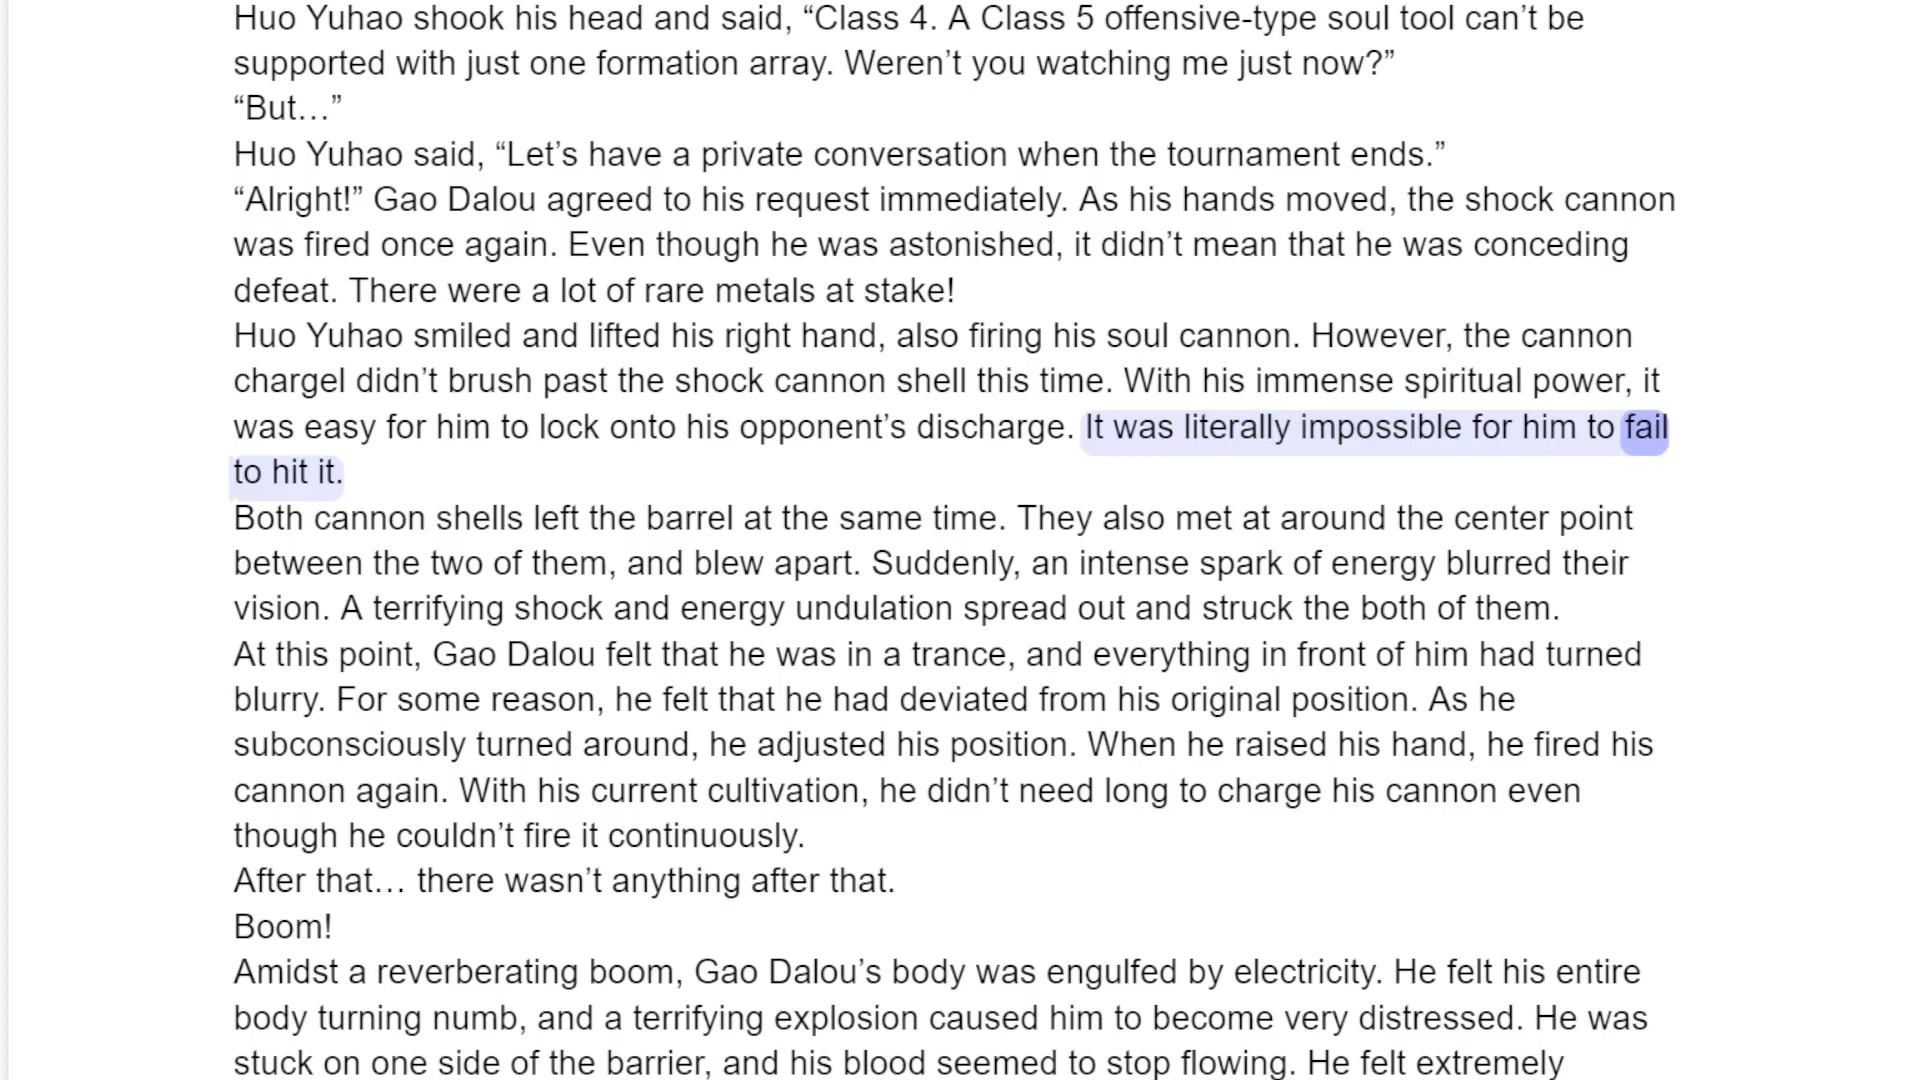 Huo Yuhao shook his head and said, “Class 4. A Class 5 offensive-type soul tool can’t be
supported with just one formation array. Weren’t you watching me just now?”
“But…”
Huo Yuhao said, “Let’s have a private conversation when the tournament ends.”
“Alright!” Gao Dalou agreed to his request immediately. As his hands moved, the shock cannon
was fired once again. Even though he was astonished, it didn’t mean that he was conceding
defeat. There were a lot of rare metals at stake!
Huo Yuhao smiled and lifted his right hand, also firing his soul cannon. However, the cannon
chargel didn’t brush past the shock cannon shell this time. With his immense spiritual power, it
was easy for him to lock onto his opponent’s discharge. It was literally impossible for him to fail
to hit it.
Both cannon shells left the barrel at the same time. They also met at around the center point
between the two of them, and blew apart. Suddenly, an intense spark of energy blurred their
vision. A terrifying shock and energy undulation spread out and struck the both of them.
At this point, Gao Dalou felt that he was in a trance, and everything in front of him had turned
blurry. For some reason, he felt that he had deviated from his original position. As he
subconsciously turned around, he adjusted his position. When he raised his hand, he fired his
cannon again. With his current cultivation, he didn’t need long to charge his cannon even
though he couldn’t fire it continuously.
After that… there wasn’t anything after that.
Boom!
Amidst a reverberating boom, Gao Dalou’s body was engulfed by electricity. He felt his entire
body turning numb, and a terrifying explosion caused him to become very distressed. He was
stuck on one side of the barrier, and his blood seemed to stop flowing. He felt extremely